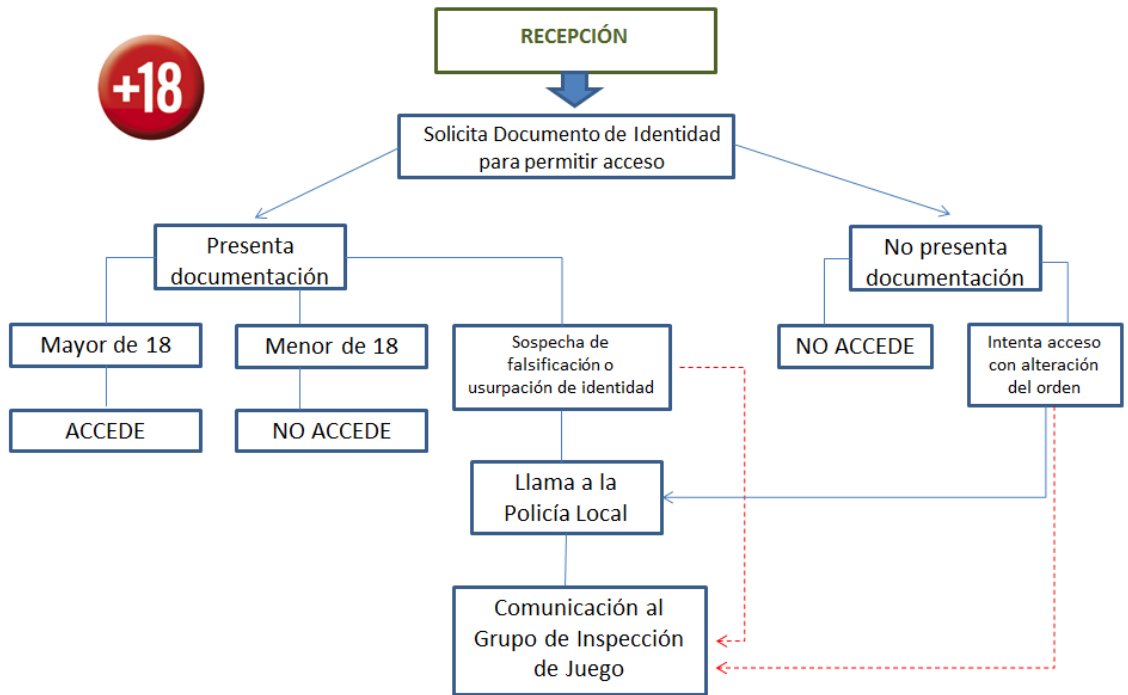 +18
RECEPCIÓN
Solicita Documento de Identidad
para permitir acceso
Presenta
documentación
No presenta
documentación
Mayor de 18
Menor de 18
Sospecha de
falsificación o
usurpación de identidad
NO ACCEDE
Intenta acceso
con alteración
del orden
ACCEDE
NO ACCEDE
Llama a la
Policía Local
Comunicación al
Grupo de Inspección
de Juego